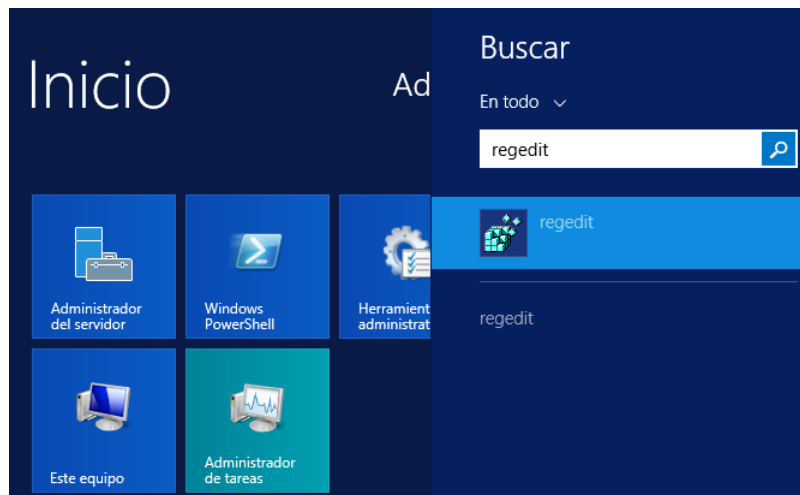 Inicio
Ad
Administrador
del servidor
Windows
PowerShell
Herramient
administrat
Este equipo
Administrador
de tareas
Buscar
En todo
regedit
regedit
regedit